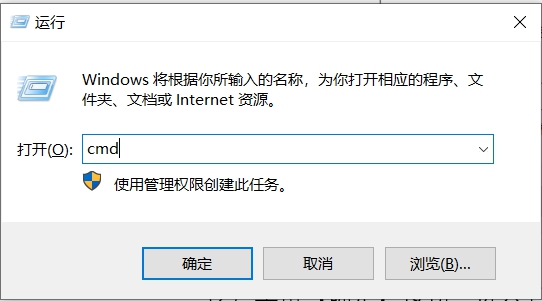 运行
Windows 将根据你所输入的名称，为你打开相应的程序、文
件夹、文档或 Internet 资源。
打开(O): cmd
使用管理权限创建此任务。
确定 取消 浏览(B)...